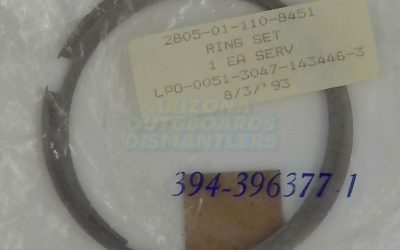 2805-01-110-8451
RING SET
1 EA SERV
LPO-0051-3047-143446-3
8/3/'93
ARIZONA
OUTBOARDS
DISMANTLERS
394-396377-1